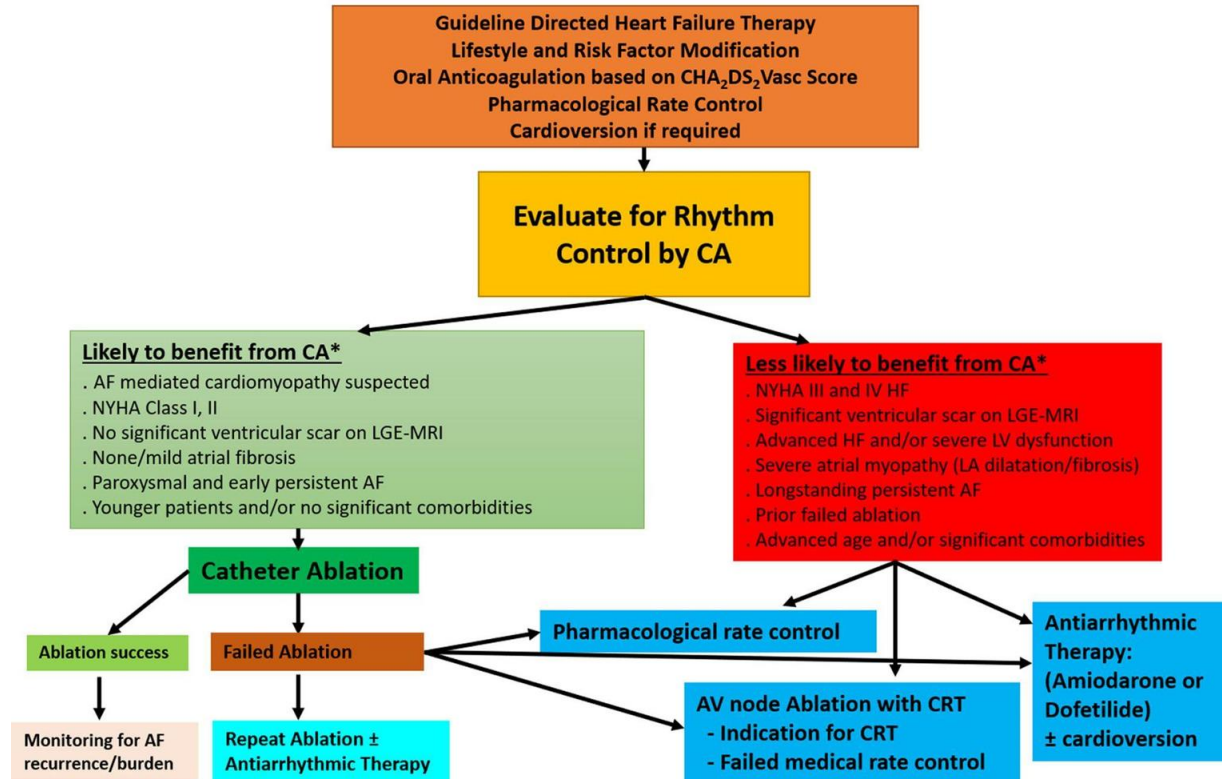 Guideline Directed Heart Failure Therapy
Lifestyle and Risk Factor Modification
Oral Anticoagulation based on CHA₂DS₂Vasc Score
Pharmacological Rate Control
Cardioversion if required
Evaluate for Rhythm
Control by CA
Likely to benefit from CA*
. AF mediated cardiomyopathy suspected
. NYHA Class I, II
. No significant ventricular scar on LGE-MRI
. None/mild atrial fibrosis
. Paroxysmal and early persistent AF
. Younger patients and/or no significant comorbidities
Less likely to benefit from CA*
. NYHA III and IV HF
. Significant ventricular scar on LGE-MRI
. Advanced HF and/or severe LV dysfunction
. Severe atrial myopathy (LA dilatation/fibrosis)
. Longstanding persistent AF
. Prior failed ablation
. Advanced age and/or significant comorbidities
Catheter Ablation
Ablation success
Failed Ablation
Pharmacological rate control
Antiarrhythmic
Therapy:
(Amiodarone or
Dofetilide)
± cardioversion
Monitoring for AF
recurrence/burden
Repeat Ablation ±
Antiarrhythmic Therapy
AV node Ablation with CRT
- Indication for CRT
- Failed medical rate control